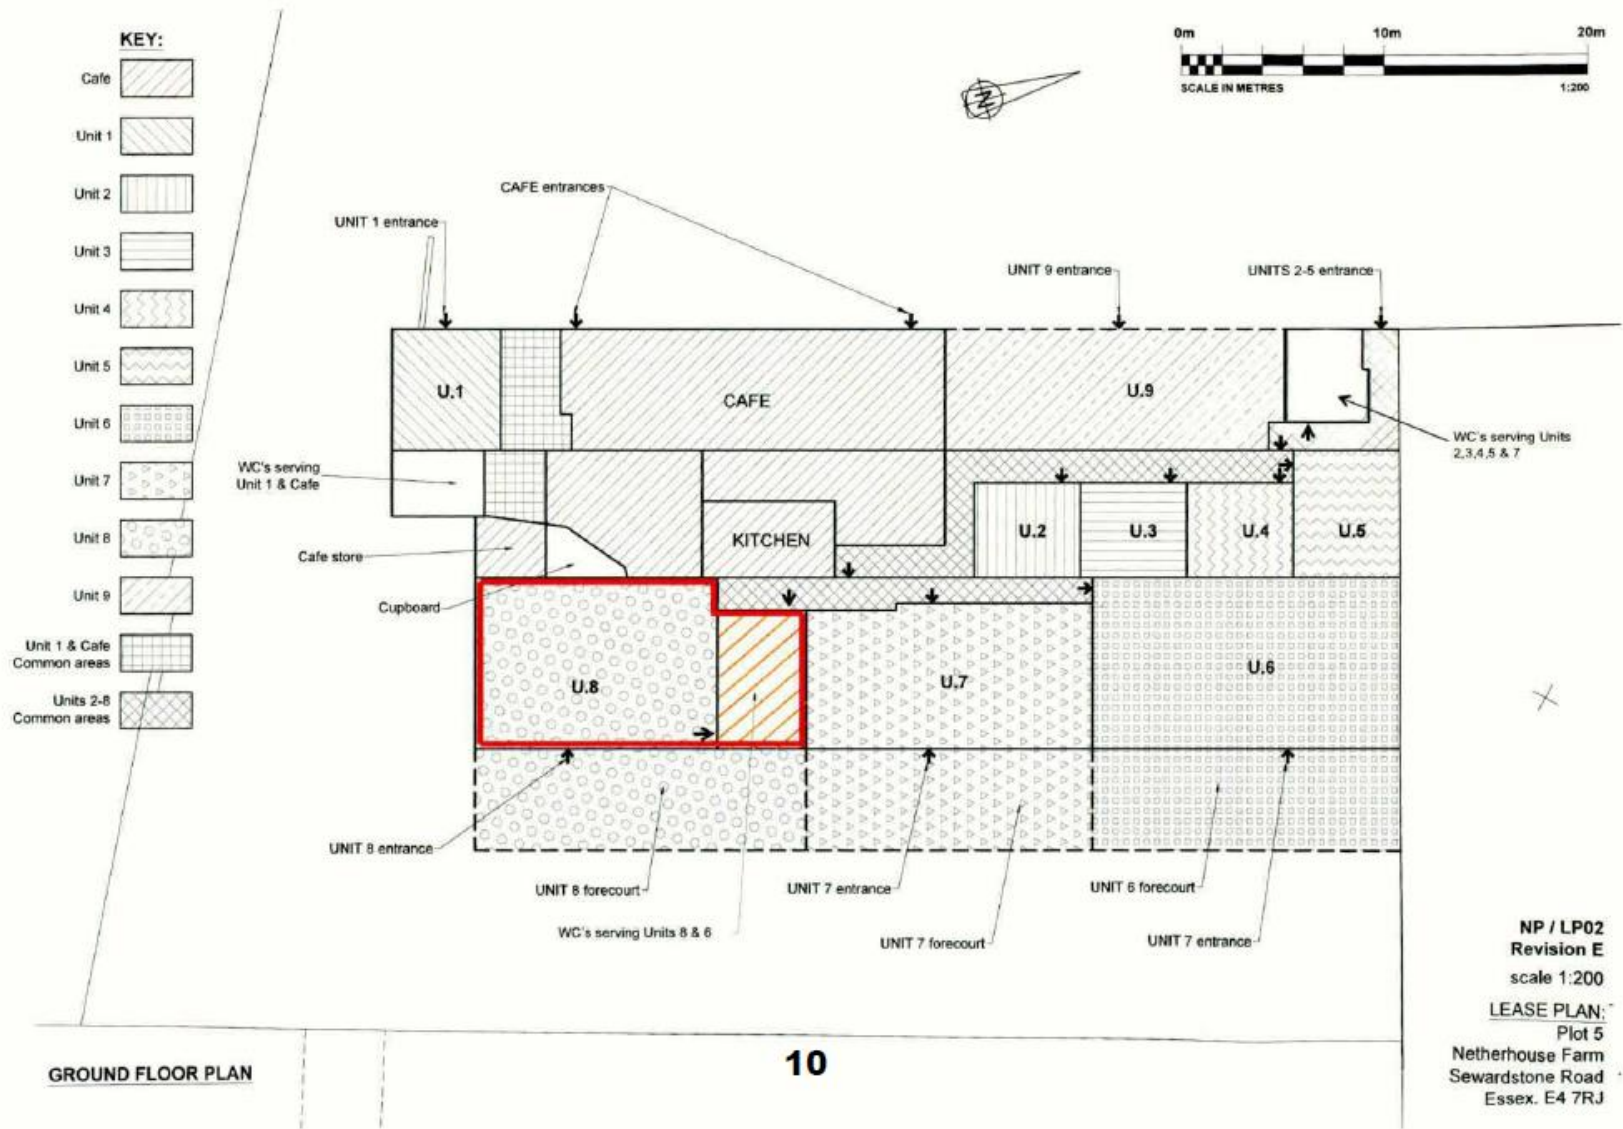 KEY:
Cafe
Unit 1
Unit 2
Unit 3
Unit 4
Unit 5
Unit 6
Unit 7
Unit 8
Unit 9
Unit 1 & Cafe
Common areas
Units 2-8
Common areas
N
0m 10m 20m
SCALE IN METRES 1:200
CAFE entrances
UNIT 1 entrance
UNIT 9 entrance
UNITS 2-5 entrance
U.1
CAFE
U.9
WC's serving Units
2,3,4,5 & 7
WC's serving
Unit 1 & Cafe
Cafe store
Cupboard
KITCHEN
U.2
U.3
U.4
U.5
U.8
U.7
U.6
UNIT 8 entrance
UNIT 8 forecourt
WC's serving Units 8 & 6
UNIT 7 entrance
UNIT 7 forecourt
UNIT 6 forecourt
UNIT 7 entrance
NP / LP02
Revision E
scale 1:200
LEASE PLAN:
Plot 5
Netherhouse Farm
Sewardstone Road
Essex. E4 7RJ
GROUND FLOOR PLAN
10